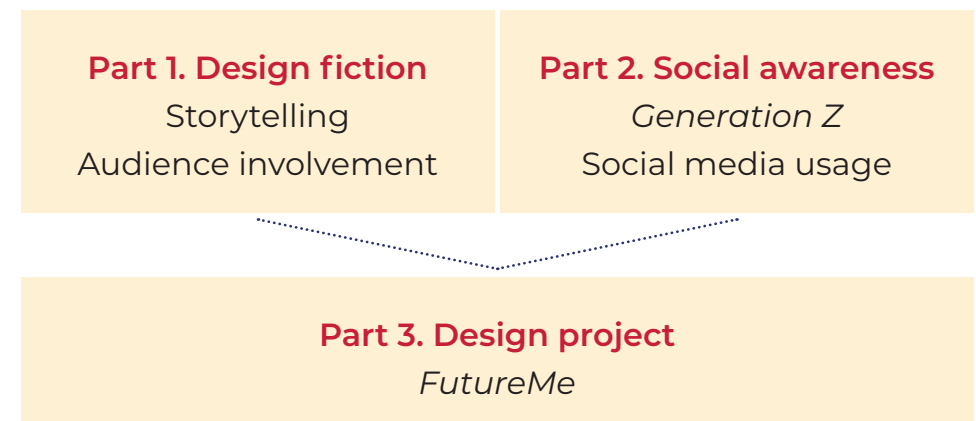 Part 1. Design fiction
Storytelling
Audience involvement
Part 2. Social awareness
Generation Z
Social media usage
Part 3. Design project
FutureMe